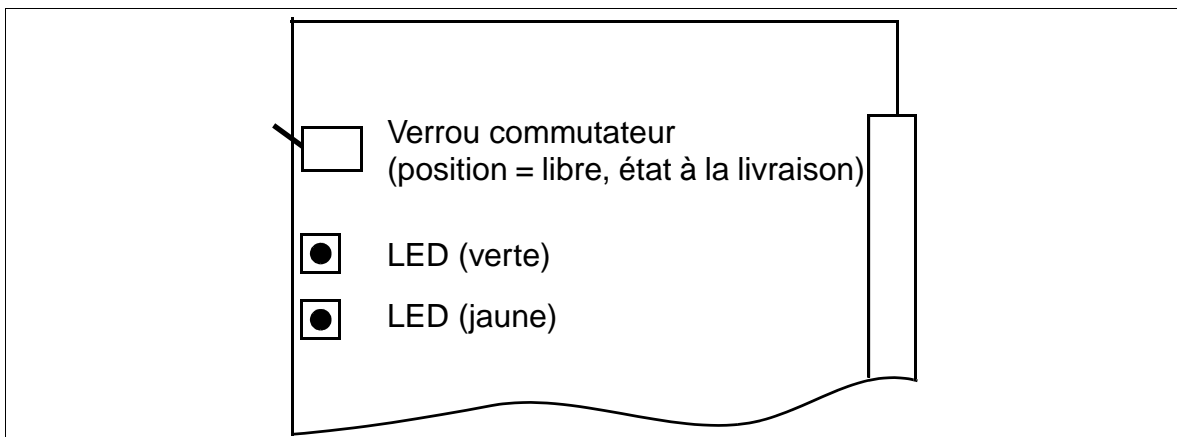 Verrou commutateur
(position = libre, état à la livraison)
LED (verte)
LED (jaune)